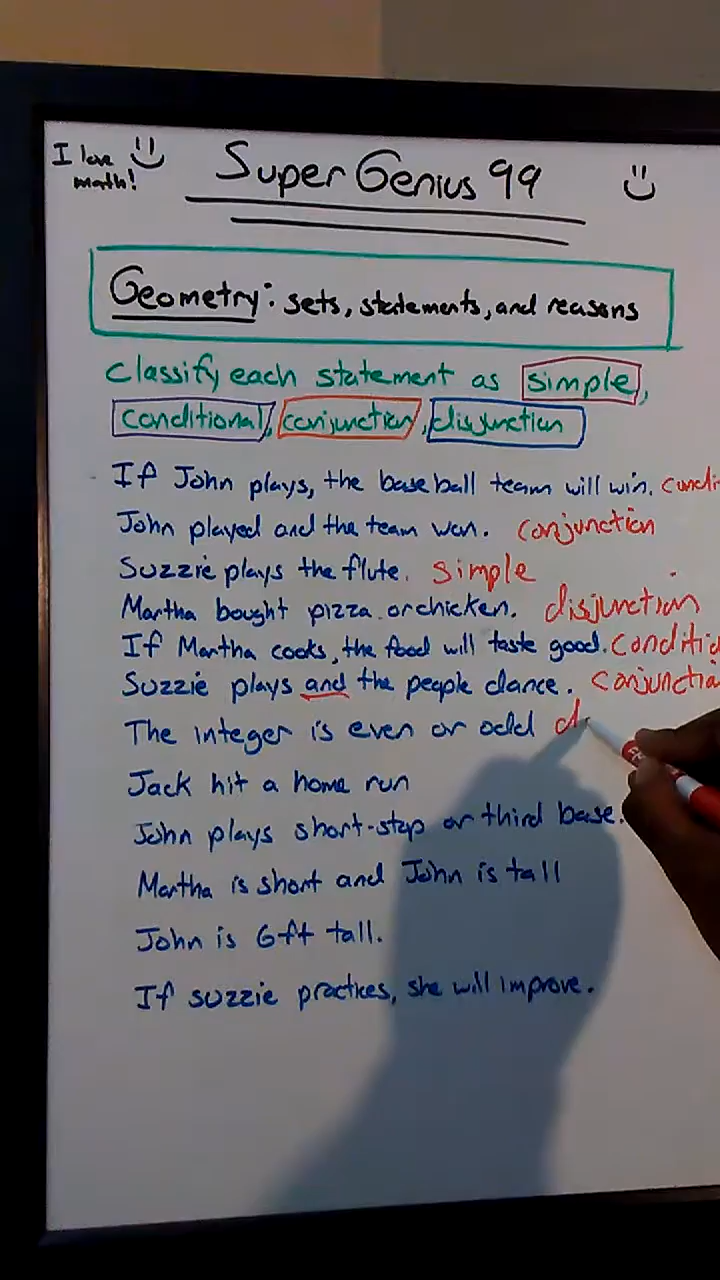 I love
math!
Super Genius 99
Geometry: sets, statements, and reasons
Classify each statement as simple,
conditional, conjunction, disjunction
If John plays, the baseball team will win. conditi
John played and the team won. conjunction
Suzzie plays the flute. simple
Martha bought pizza or chicken. disjunction
If Martha cooks, the food will taste good. conditio
Suzzie plays and the people dance. conjunctio
The integer is even or odd d
Jack hit a home run
John plays short-stop or third base.
Martha is short and John is tall
John is 6ft tall.
If suzzie practices, she will improve.